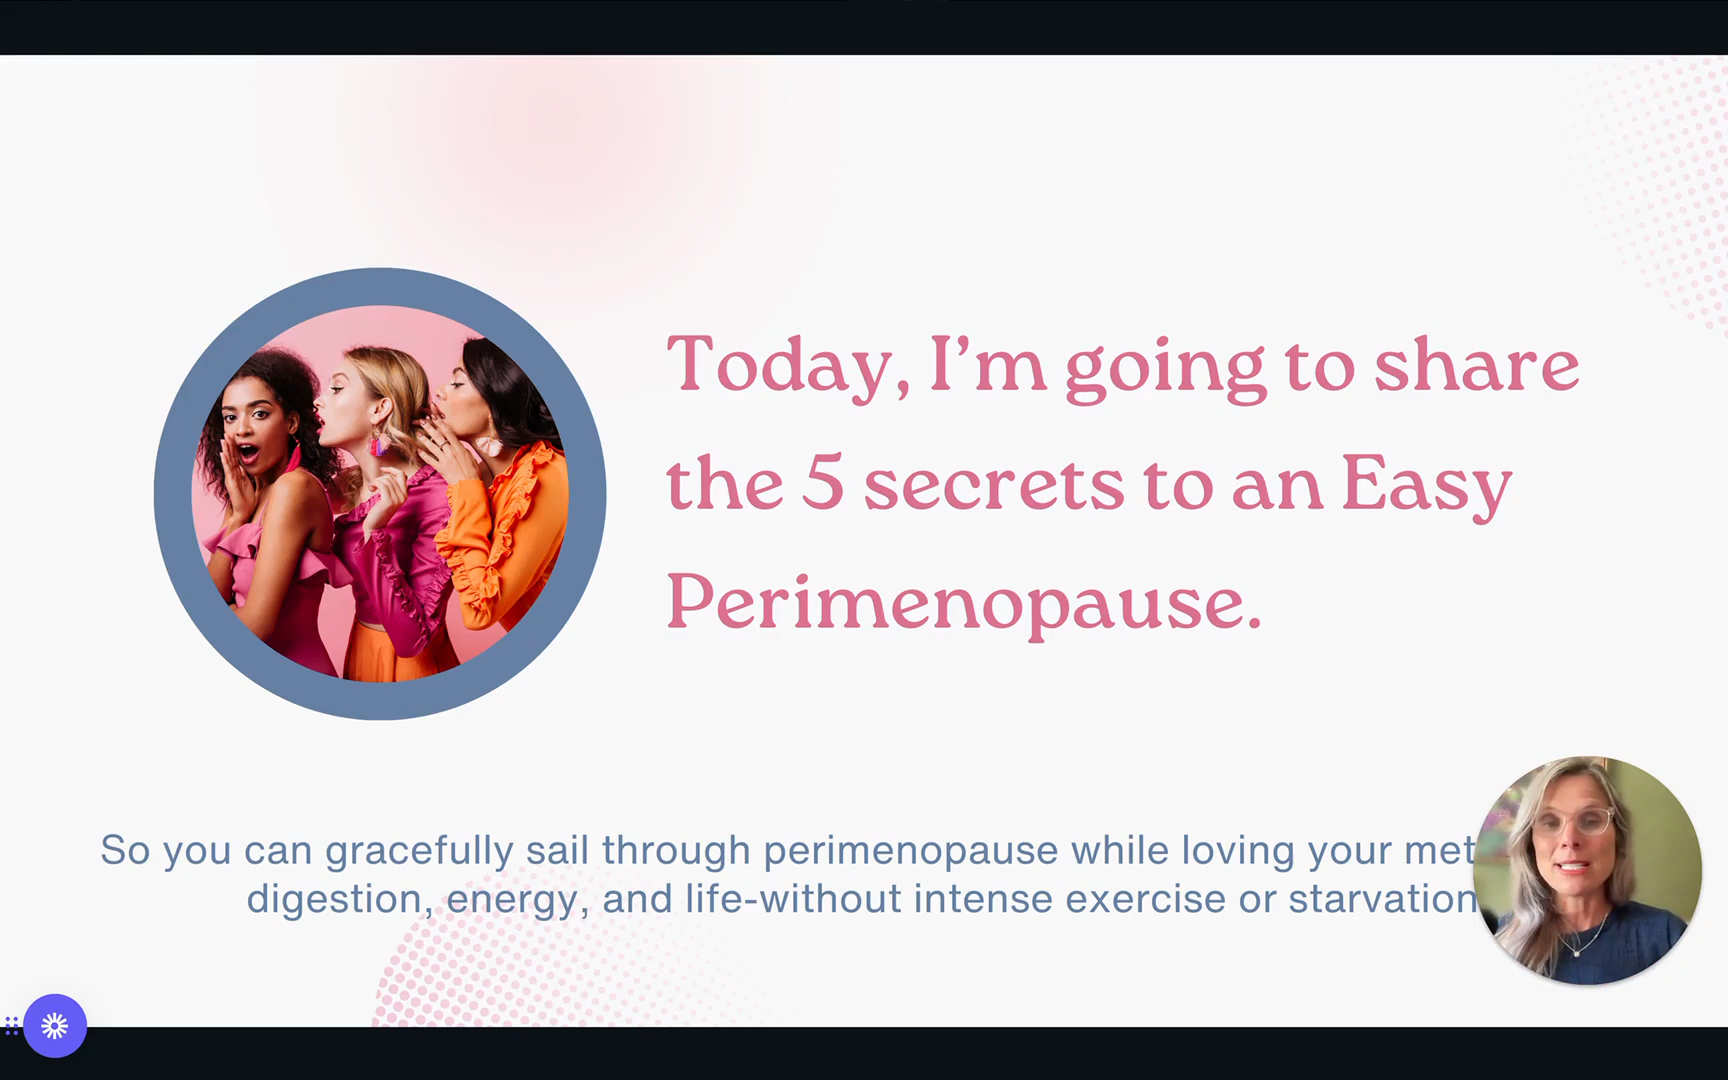 Today, I’m going to share
the 5 secrets to an Easy
Perimenopause.
So you can gracefully sail through perimenopause while loving your met
digestion, energy, and life-without intense exercise or starvation